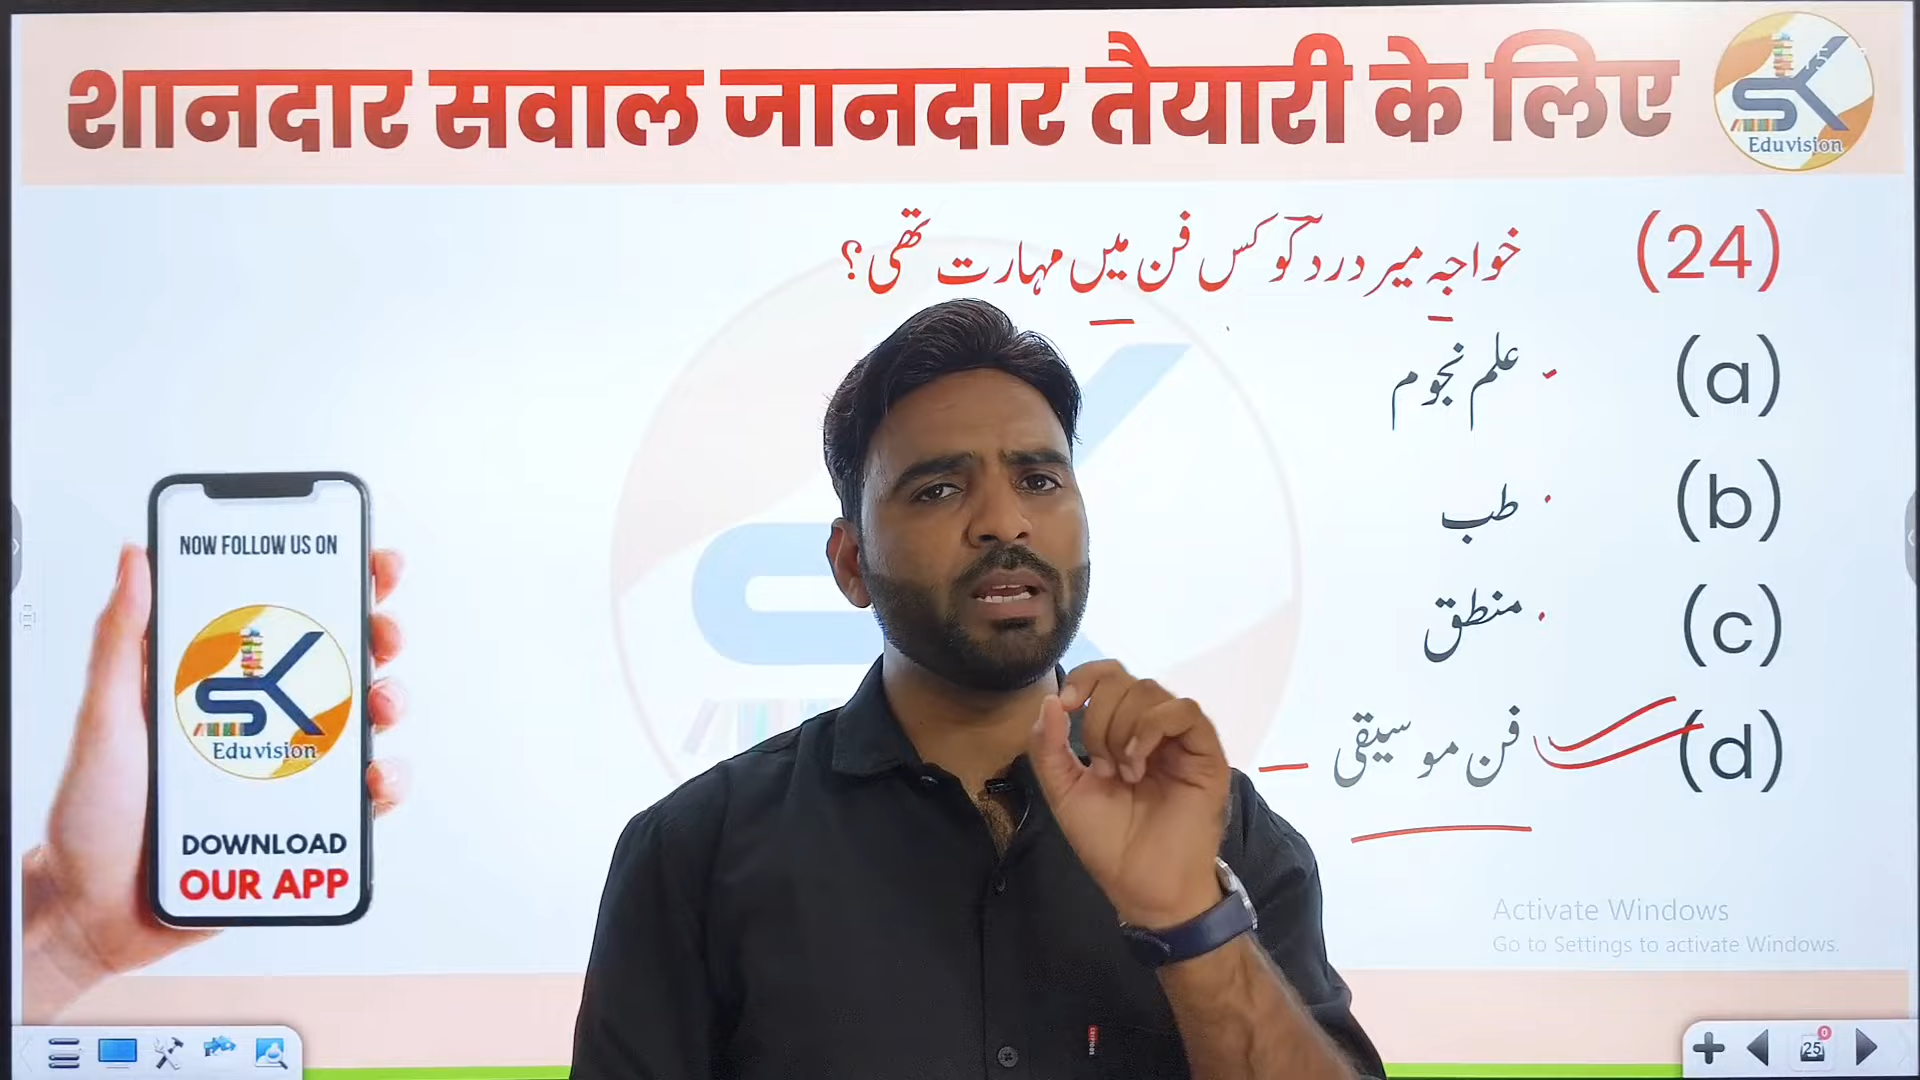 शानदार सवाल जानदार तैयारी के लिए
SK
Eduvision
(24) خواجہ میر درد کو کس فن میں مہارت تھی؟
(a) علم نجوم
(b) طب
(c) منطق
(d) فن موسیقی
NOW FOLLOW US ON
SK
Eduvision
DOWNLOAD
OUR APP
Activate Windows
Go to Settings to activate Windows.
25
0